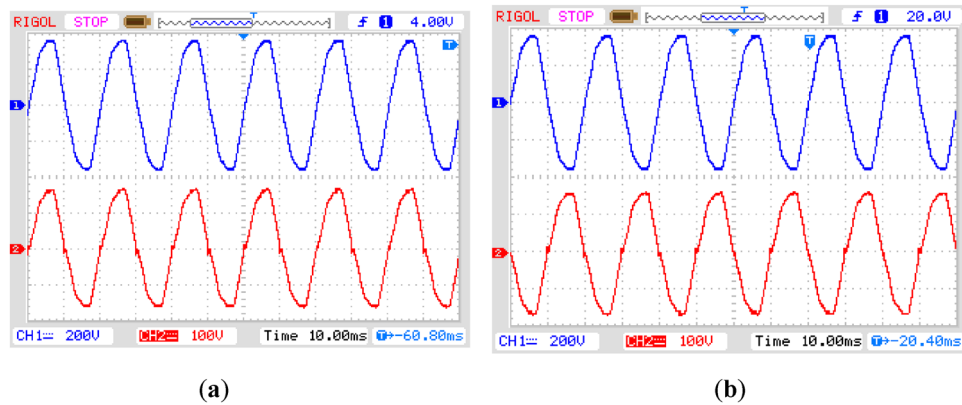 RIGOL STOP T 1 4.00V
T
1
2
CH1 200V CH2 100V Time 10.00ms T→-60.80ms
(a)
RIGOL STOP T 1 20.0V
T
1
2
CH1 200V CH2 100V Time 10.00ms T→-20.40ms
(b)